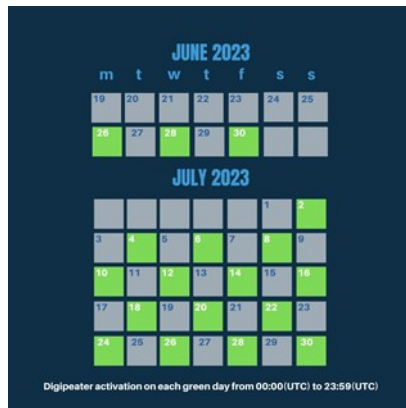 JUNE 2023
m t w t f s s
19 20 21 22 23 24 25
26 27 28 29 30
JULY 2023
1 2
3 4 5 6 7 8 9
10 11 12 13 14 15 16
17 18 19 20 21 22 23
24 25 26 27 28 29 30
Digipeater activation on each green day from 00:00(UTC) to 23:59(UTC)